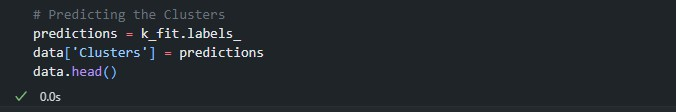 # Predicting the Clusters
predictions = k_fit.labels_
data['Clusters'] = predictions
data.head()
✓ 0.0s